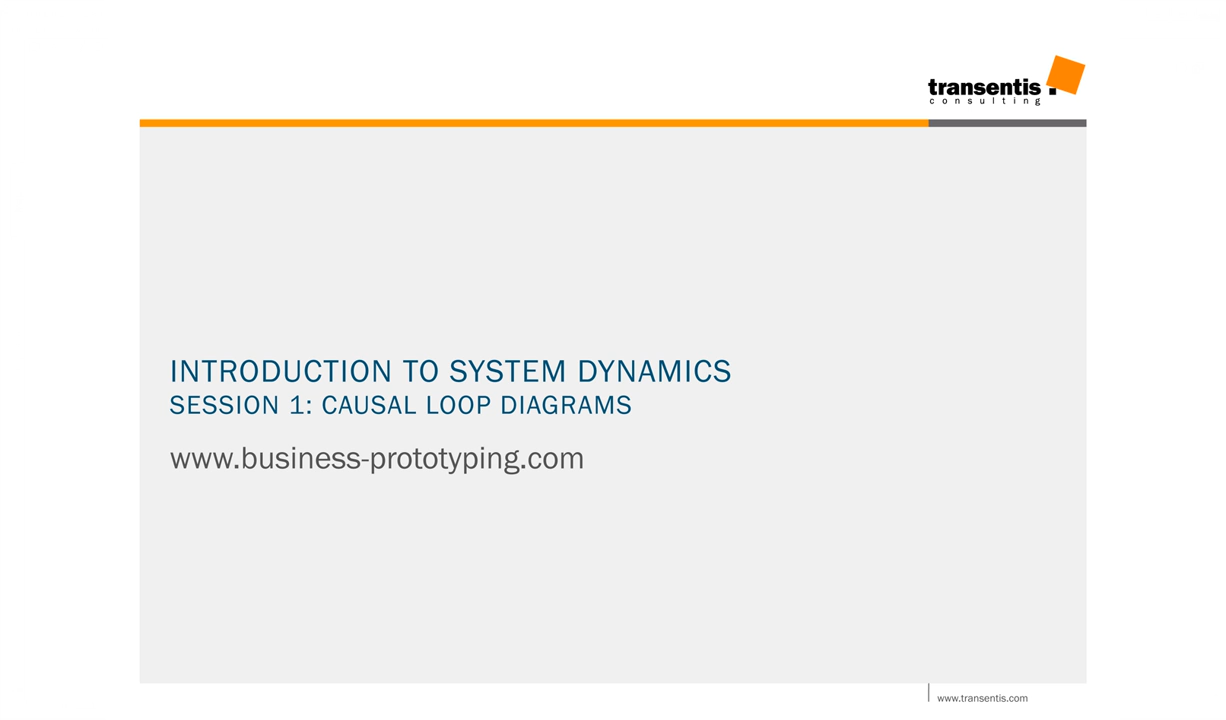 transentis
consulting
INTRODUCTION TO SYSTEM DYNAMICS
SESSION 1: CAUSAL LOOP DIAGRAMS
www.business-prototyping.com
www.transentis.com